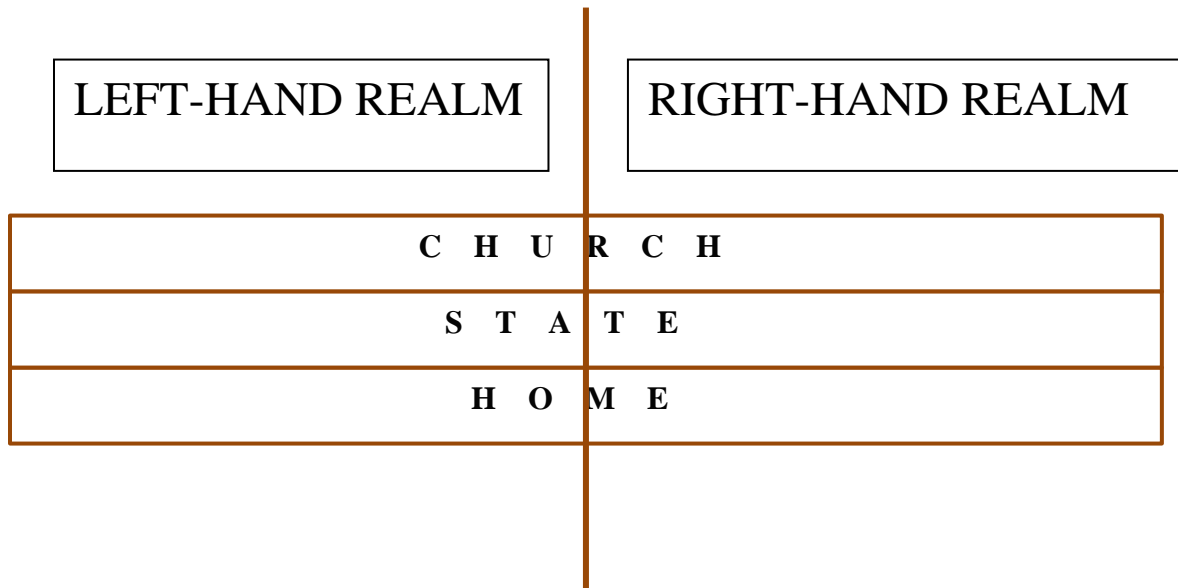 LEFT-HAND REALM
RIGHT-HAND REALM
C H U R C H
S T A T E
H O M E